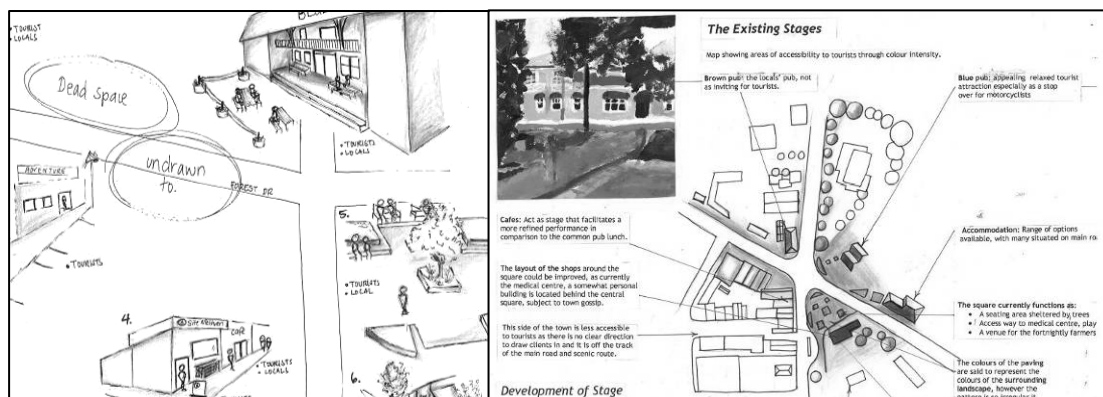 • TOURIST
• LOCALS
Dead space
undrawn
to.
ADVENTURE
FOREST DR
• TOURISTS
• TOURISTS
• LOCALS
4.
CAFE
• TOURISTS
• LOCALS
5.
• TOURISTS
• LOCAL
6.
The Existing Stages
Map showing areas of accessibility to tourists through colour intensity.
Brown pub: the locals' pub, not
as inviting for tourists.
Blue pub: appealing relaxed tourist
attraction especially as a stop
over for motorcyclists
Cafes: Act as stage that facilitates a
more refined performance in
comparison to the common pub lunch.
Accommodation: Range of options
available, with many situated on main ro
The layout of the shops around the
square could be improved, as currently
the medical centre, a somewhat personal
building is located behind the central
square, subject to town gossip.
The square currently functions as:
• A seating area sheltered by trees
• Access way to medical centre, play
• A venue for the fortnightly farmers
This side of the town is less accessible
to tourists as there is no clear direction
to draw clients in and it is off the track
of the main road and scenic route.
The colours of the paving
are said to represent the
colours of the surrounding
landscape, however the
Development of Stage